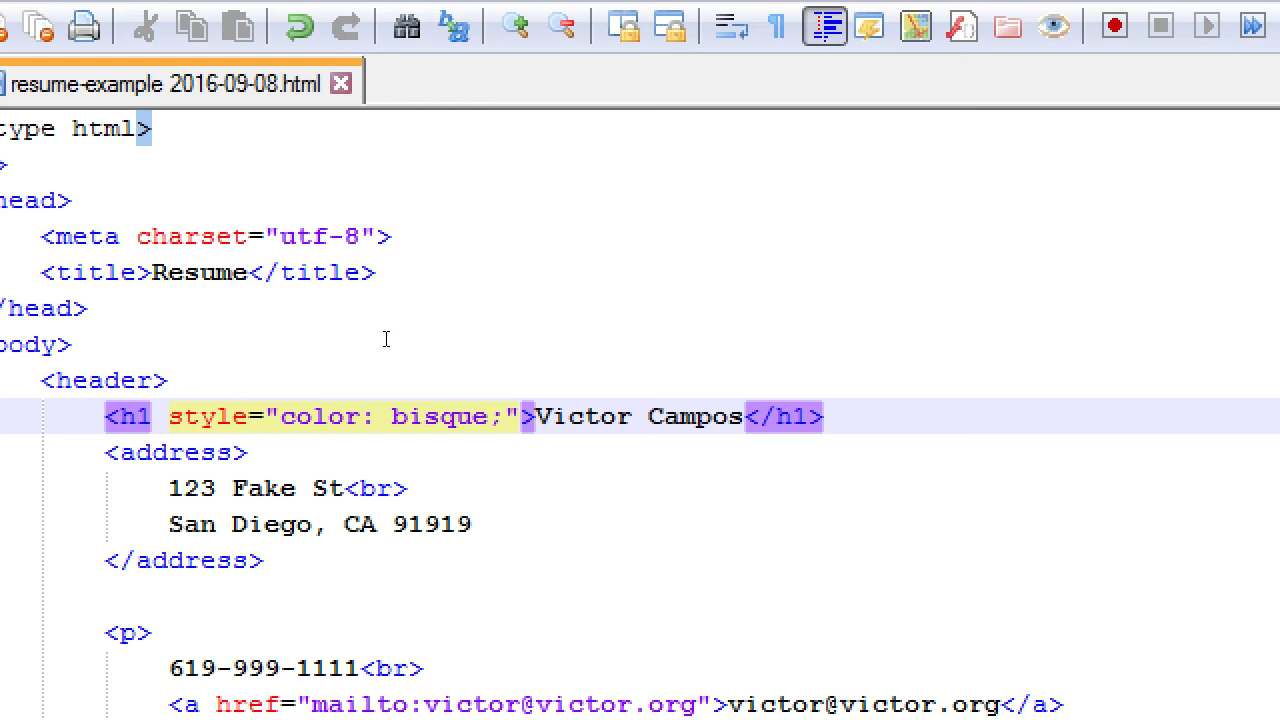 resume-example 2016-09-08.html
type html>
>
head>
<meta charset="utf-8">
<title>Resume</title>
/head>
body>
<header>
<h1 style="color: bisque;">Victor Campos</h1>
<address>
123 Fake St<br>
San Diego, CA 91919
</address>
<p>
619-999-1111<br>
<a href="mailto:victor@victor.org">victor@victor.org</a>